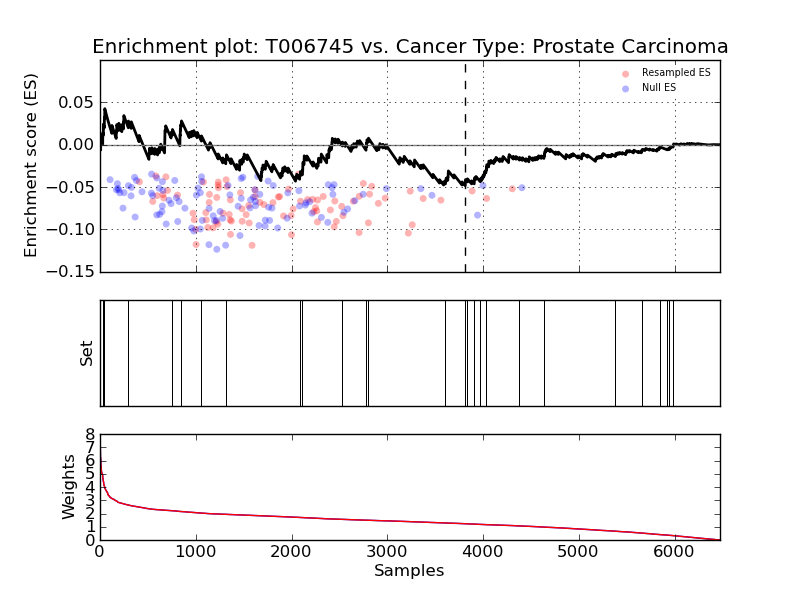 Enrichment plot: T006745 vs. Cancer Type: Prostate Carcinoma
Enrichment score (ES)
0.05
0.00
−0.05
−0.10
−0.15
Resampled ES
Null ES
Set
Weights
8
7
6
5
4
3
2
1
0
0 1000 2000 3000 4000 5000 6000
Samples